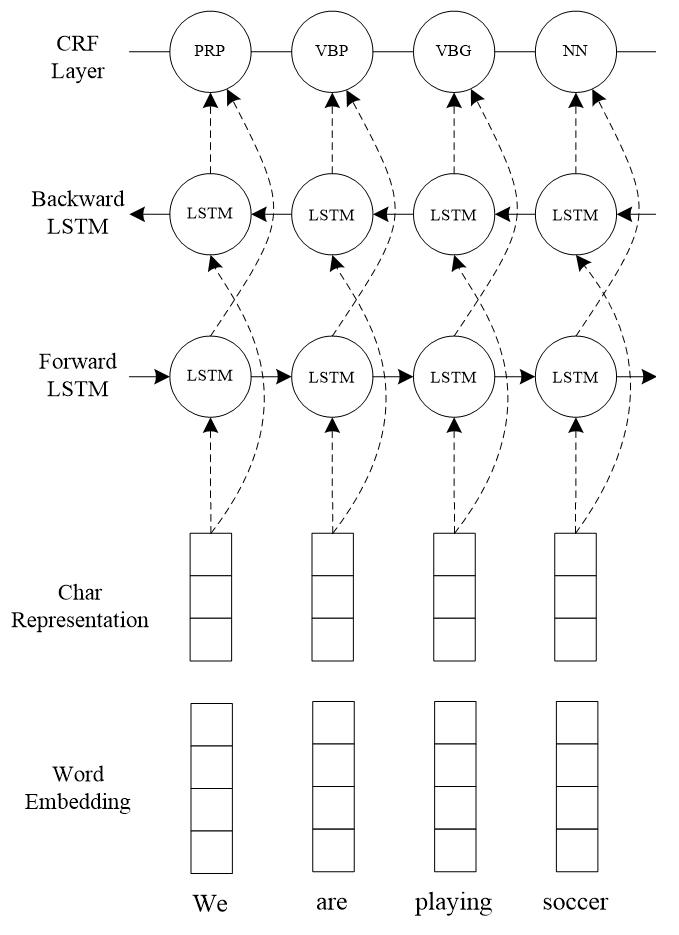 CRF
Layer
PRP VBP VBG NN
Backward
LSTM
LSTM LSTM LSTM LSTM
Forward
LSTM
LSTM LSTM LSTM LSTM
Char
Representation
Word
Embedding
We are playing soccer